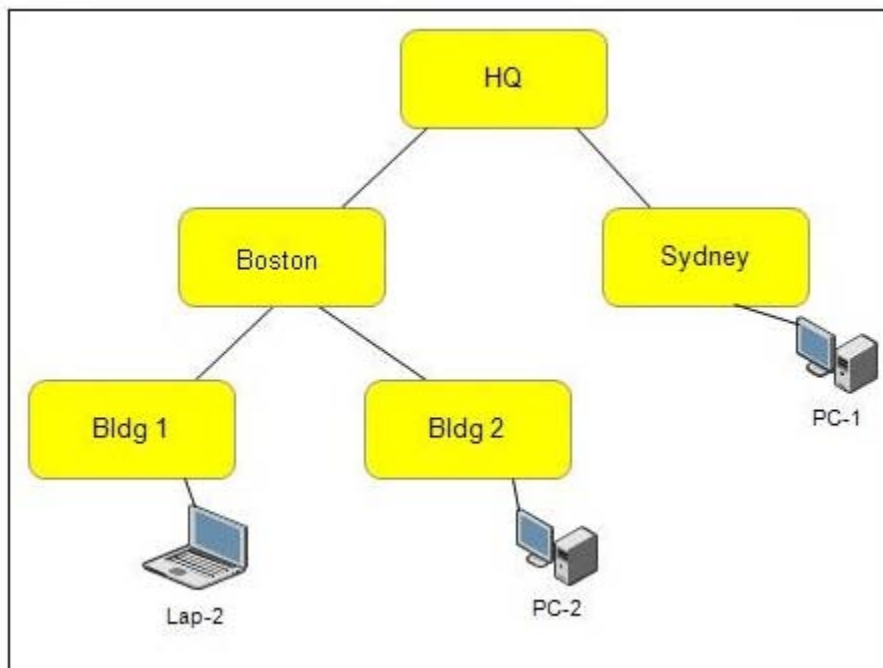 HQ
Boston
Sydney
Bldg 1
Bldg 2
PC-1
Lap-2
PC-2